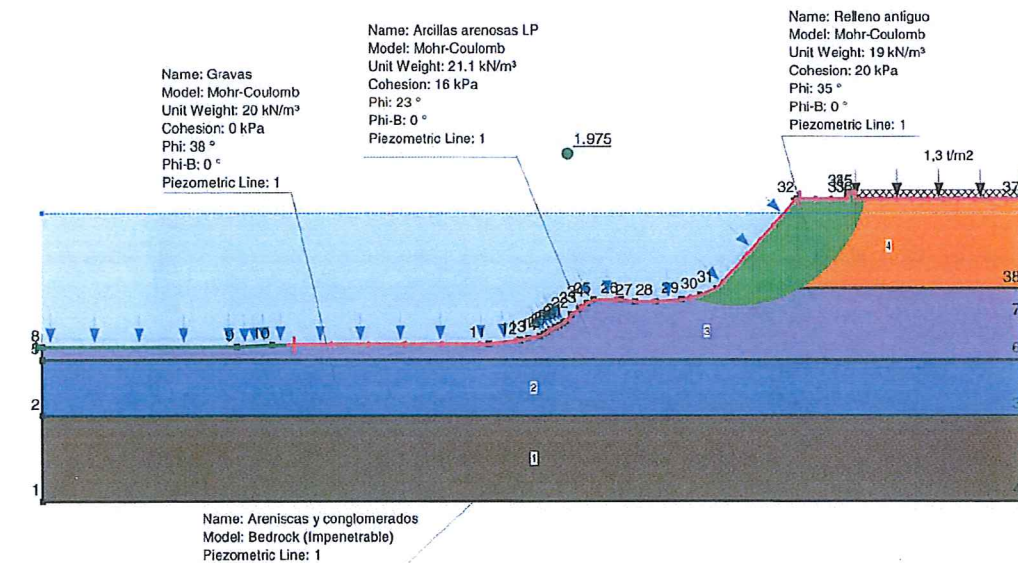 Name: Relleno antiguo
Model: Mohr-Coulomb
Unit Weight: 19 kN/m³
Cohesion: 20 kPa
Phi: 35 °
Phi-B: 0 °
Piezometric Line: 1
Name: Arcillas arenosas LP
Model: Mohr-Coulomb
Unit Weight: 21.1 kN/m³
Cohesion: 16 kPa
Phi: 23 °
Phi-B: 0 °
Piezometric Line: 1
Name: Gravas
Model: Mohr-Coulomb
Unit Weight: 20 kN/m³
Cohesion: 0 kPa
Phi: 38 °
Phi-B: 0 °
Piezometric Line: 1
1.975
1,3 t/m2
32
37
4
38
31
30
29
28
27
26
25
3
7
6
8
9
10
11
2
2
1
1
Name: Areniscas y conglomerados
Model: Bedrock (Impenetrable)
Piezometric Line: 1